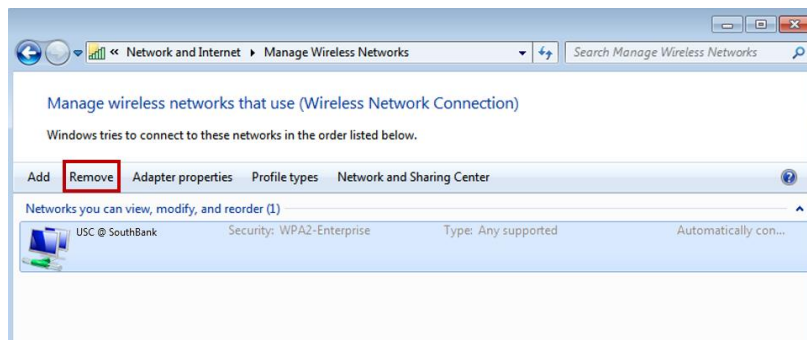 « Network and Internet ▸ Manage Wireless Networks Search Manage Wireless Networks
Manage wireless networks that use (Wireless Network Connection)
Windows tries to connect to these networks in the order listed below.
Add Remove Adapter properties Profile types Network and Sharing Center
Networks you can view, modify, and reorder (1)
USC @ SouthBank Security: WPA2-Enterprise Type: Any supported Automatically con...